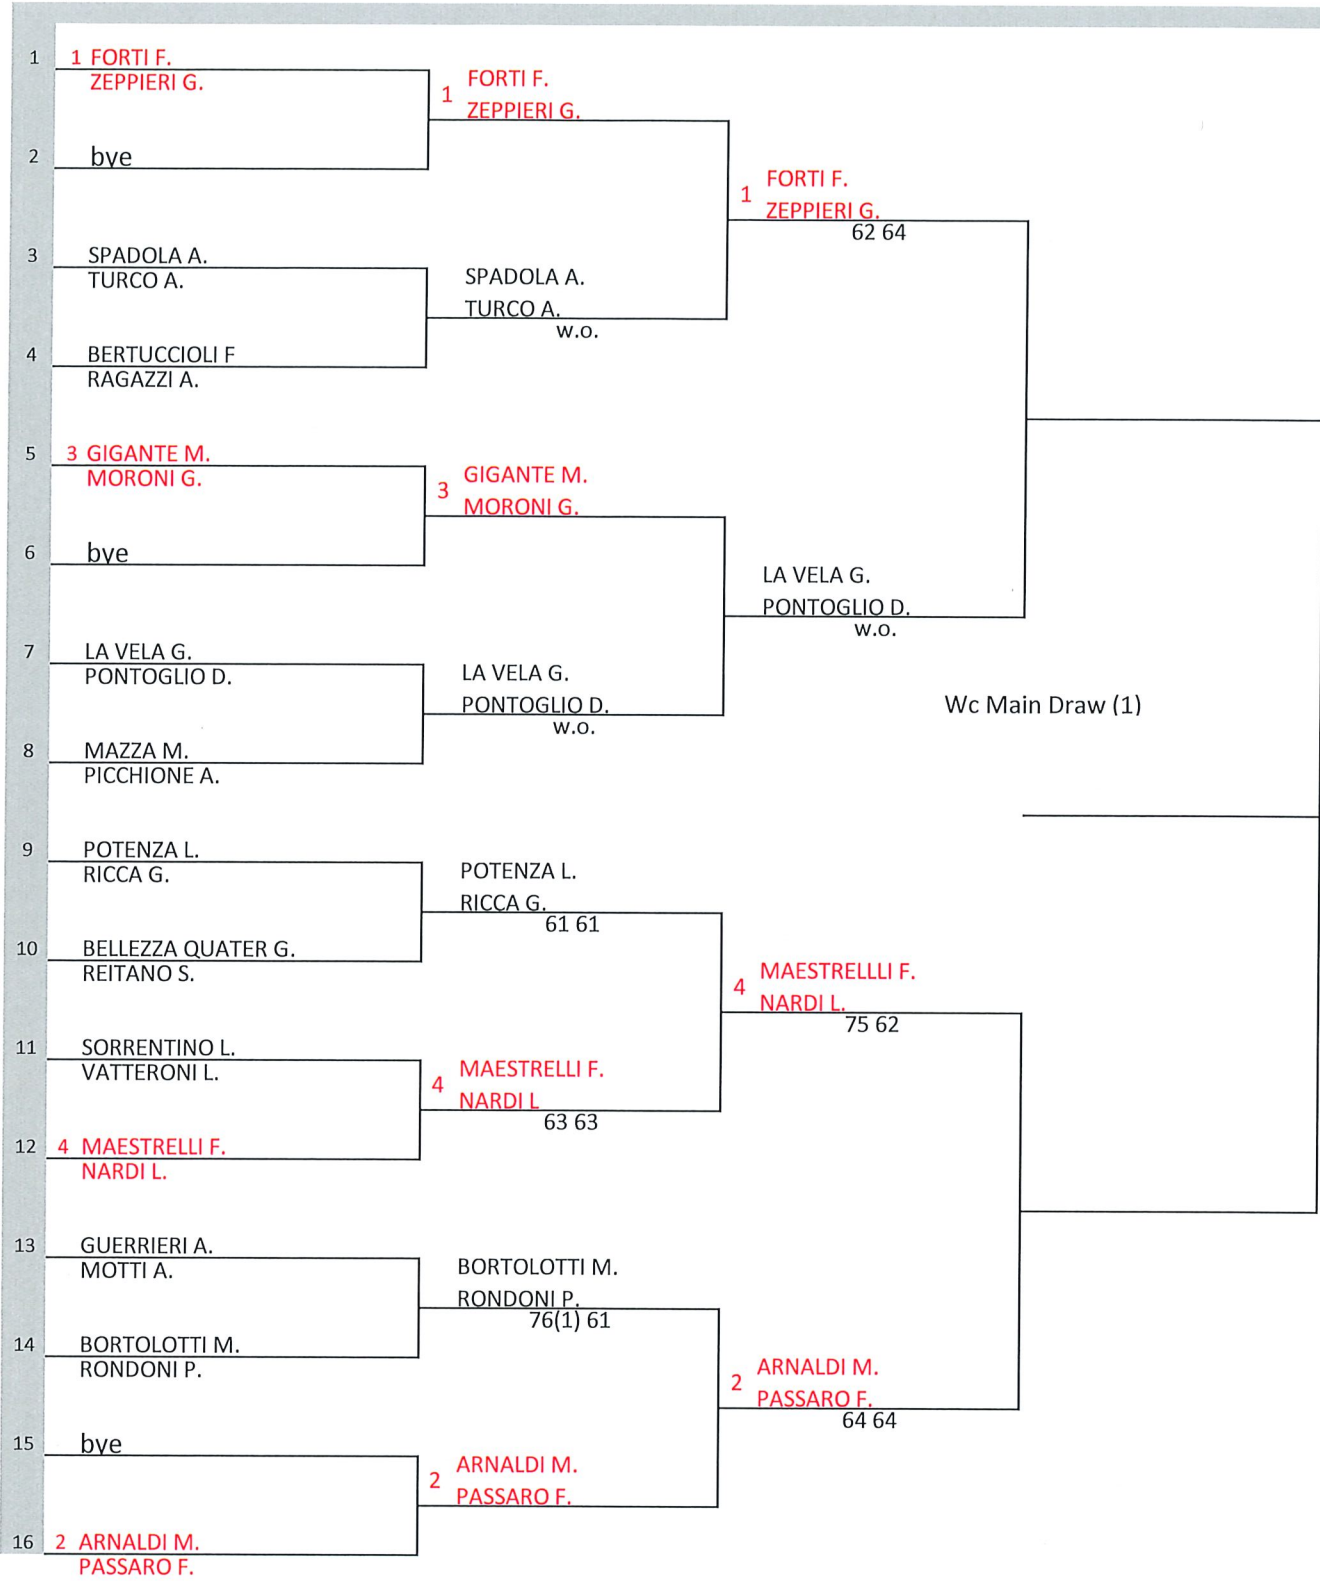 1 1 FORTI F.
ZEPPIERI G.
2 bye
3 SPADOLA A.
TURCO A.
4 BERTUCCIOLI F
RAGAZZI A.
5 3 GIGANTE M.
MORONI G.
6 bye
7 LA VELA G.
PONTOGLIO D.
8 MAZZA M.
PICCHIONE A.
9 POTENZA L.
RICCA G.
10 BELLEZZA QUATER G.
REITANO S.
11 SORRENTINO L.
VATTERONI L.
12 4 MAESTRELLI F.
NARDI L.
13 GUERRIERI A.
MOTTI A.
14 BORTOLOTTI M.
RONDONI P.
15 bye
16 2 ARNALDI M.
PASSARO F.
1 FORTI F.
ZEPPIERI G.
SPADOLA A.
TURCO A.
w.o.
3 GIGANTE M.
MORONI G.
LA VELA G.
PONTOGLIO D.
w.o.
POTENZA L.
RICCA G.
61 61
4 MAESTRELLI F.
NARDI L
63 63
BORTOLOTTI M.
RONDONI P.
76(1) 61
2 ARNALDI M.
PASSARO F.
1 FORTI F.
ZEPPIERI G.
62 64
LA VELA G.
PONTOGLIO D.
w.o.
4 MAESTRELLLI F.
NARDI L.
75 62
2 ARNALDI M.
PASSARO F.
64 64
Wc Main Draw (1)